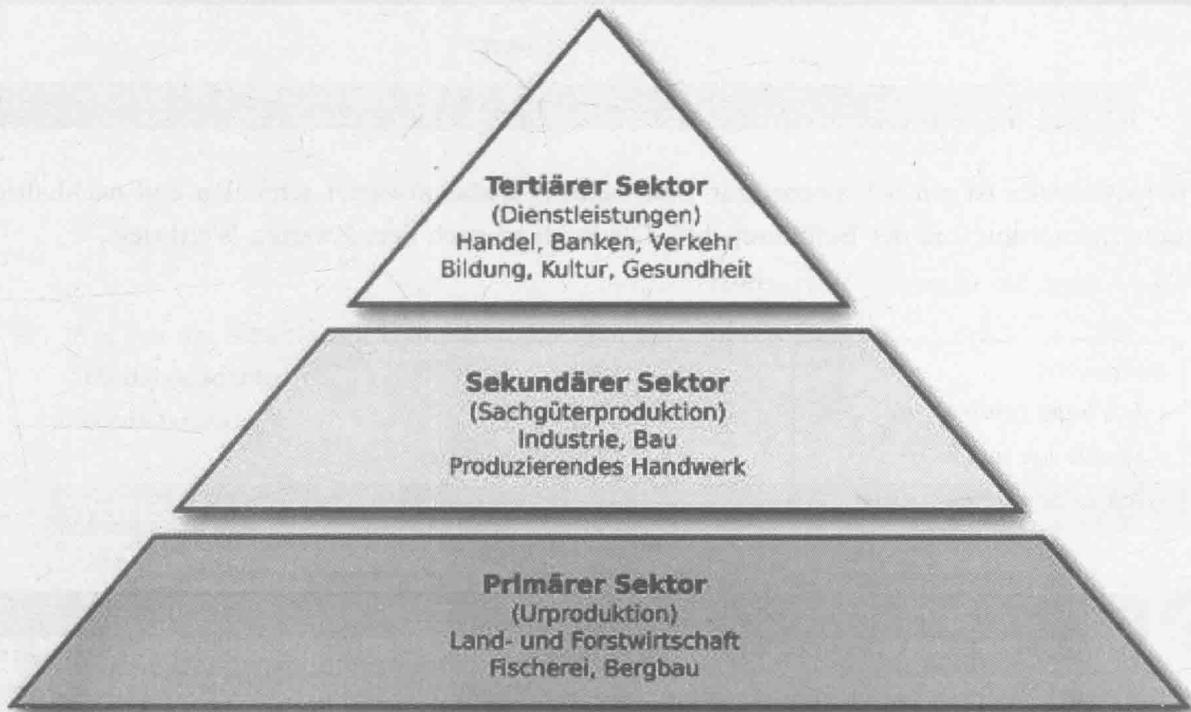 Tertiärer Sektor
(Dienstleistungen)
Handel, Banken, Verkehr
Bildung, Kultur, Gesundheit
Sekundärer Sektor
(Sachgüterproduktion)
Industrie, Bau
Produzierendes Handwerk
Primärer Sektor
(Urproduktion)
Land- und Forstwirtschaft
Fischerei, Bergbau